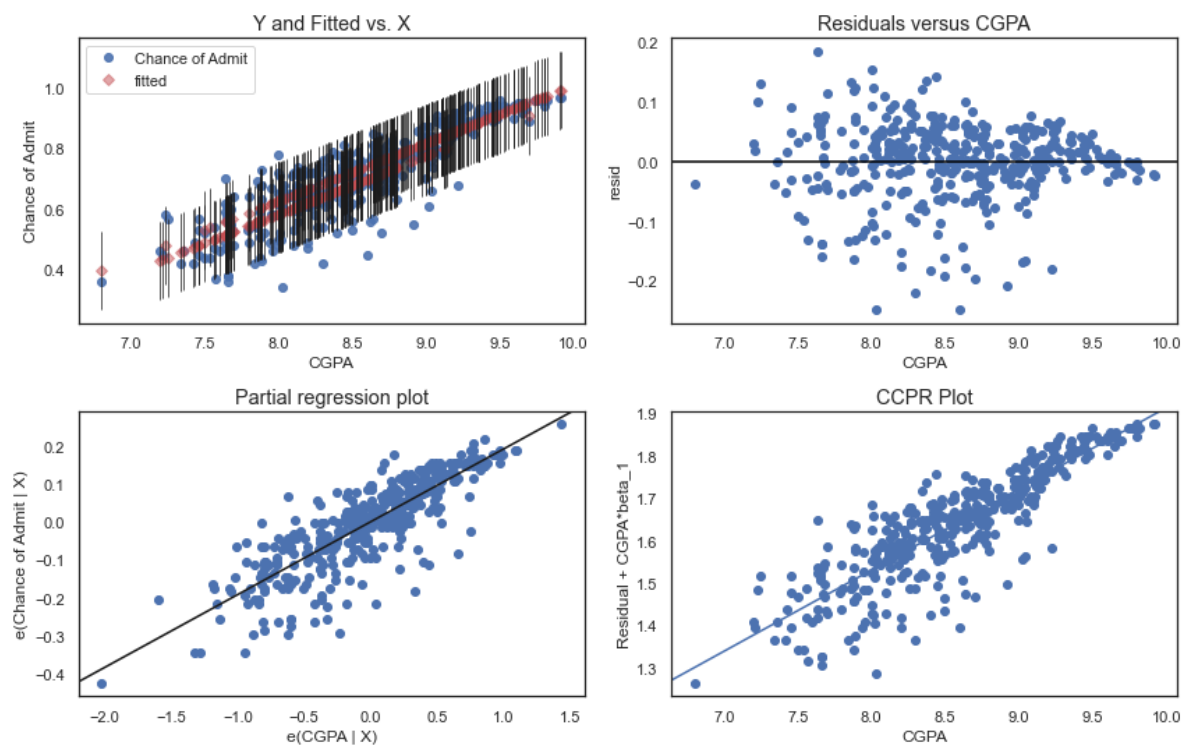 Y and Fitted vs. X
Chance of Admit
fitted
Chance of Admit
1.0
0.8
0.6
0.4
7.0 7.5 8.0 8.5 9.0 9.5 10.0
CGPA
Residuals versus CGPA
resid
0.2
0.1
0.0
−0.1
−0.2
7.0 7.5 8.0 8.5 9.0 9.5 10.0
CGPA
Partial regression plot
e(Chance of Admit | X)
0.2
0.1
0.0
−0.1
−0.2
−0.3
−0.4
−2.0 −1.5 −1.0 −0.5 0.0 0.5 1.0 1.5
e(CGPA | X)
CCPR Plot
Residual + CGPA*beta_1
1.9
1.8
1.7
1.6
1.5
1.4
1.3
7.0 7.5 8.0 8.5 9.0 9.5 10.0
CGPA